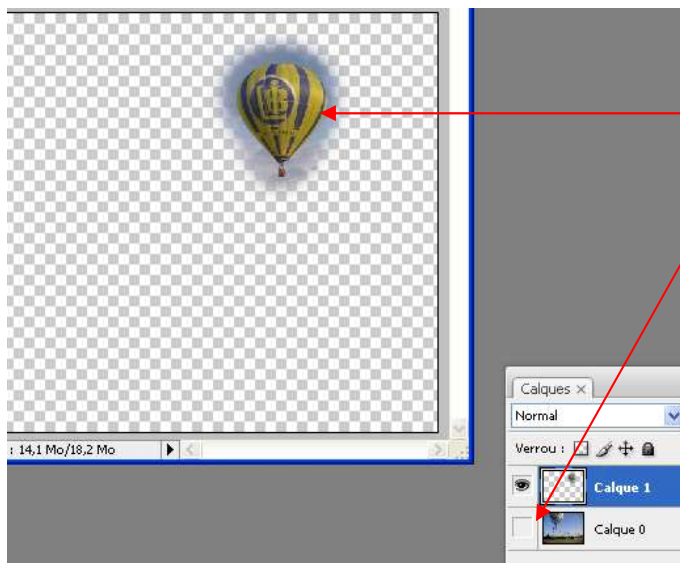 Calques ×
Normal
Verrou :
: 14,1 Mo/18,2 Mo
Calque 1
Calque 0